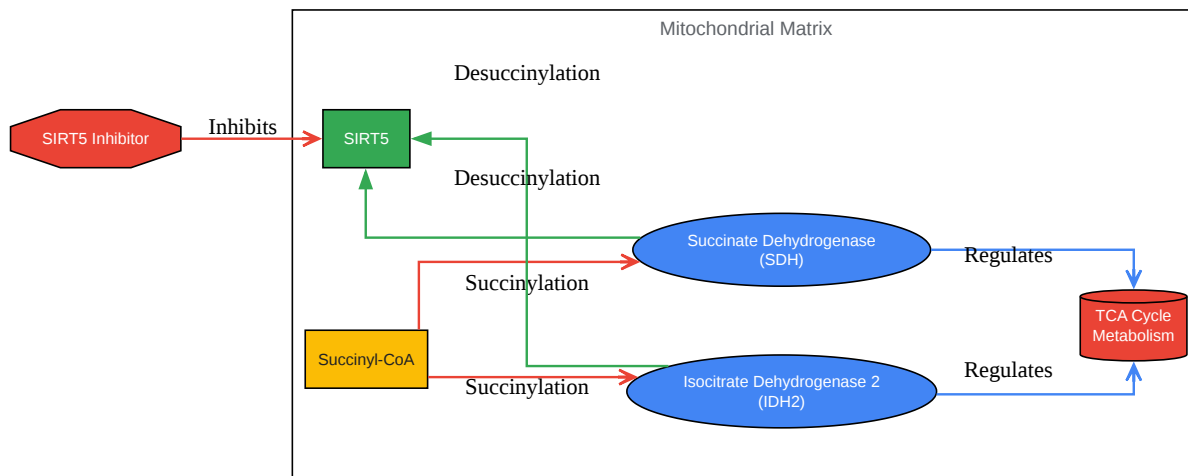 Mitochondrial Matrix
Desuccinylation
SIRT5 Inhibitor
Inhibits
SIRT5
Desuccinylation
Succinate Dehydrogenase
(SDH)
Regulates
Succinylation
TCA Cycle
Metabolism
Succinyl-CoA
Succinylation
Isocitrate Dehydrogenase 2
(IDH2)
Regulates